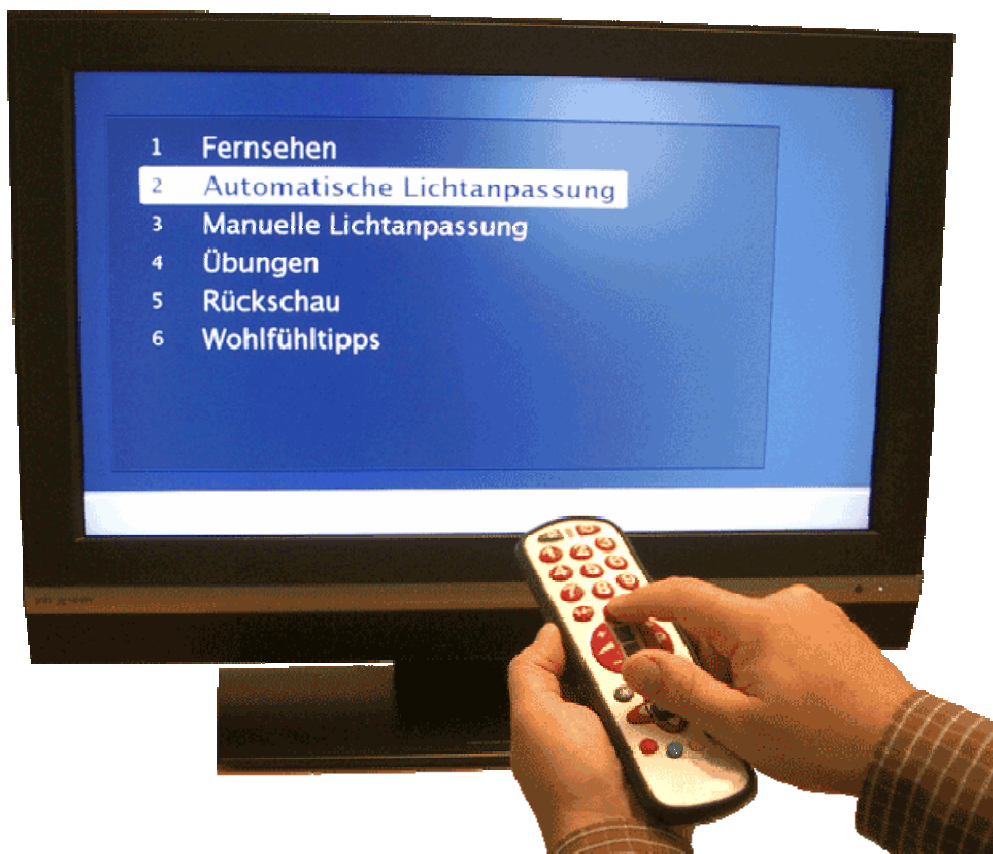 1 Fernsehen
2 Automatische Lichtanpassung
3 Manuelle Lichtanpassung
4 Übungen
5 Rückschau
6 Wohlfühltipps